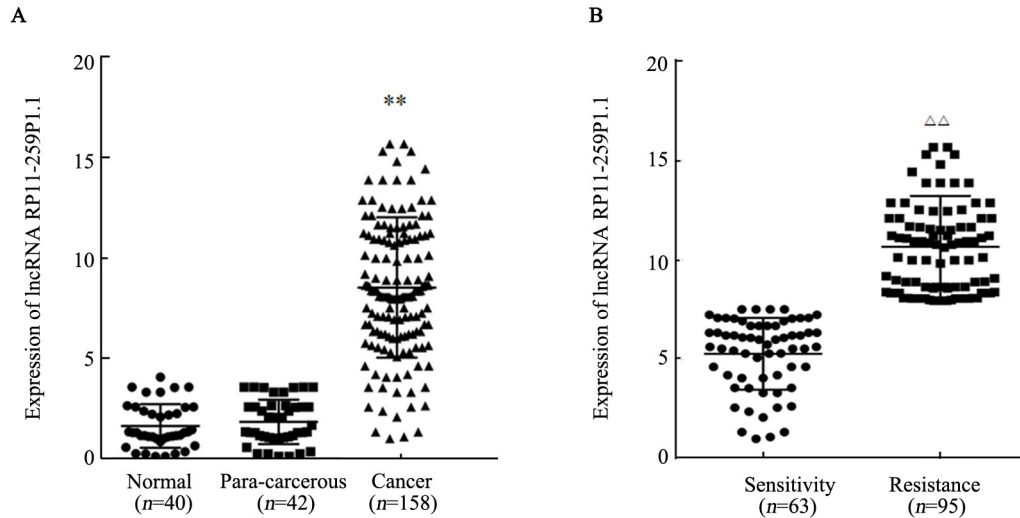 A
Expression of lncRNA RP11-259P1.1
20
15
10
5
0
**
Normal
(n=40)
Para-carcerous
(n=42)
Cancer
(n=158)
B
Expression of lncRNA RP11-259P1.1
20
15
10
5
0
△△
Sensitivity
(n=63)
Resistance
(n=95)